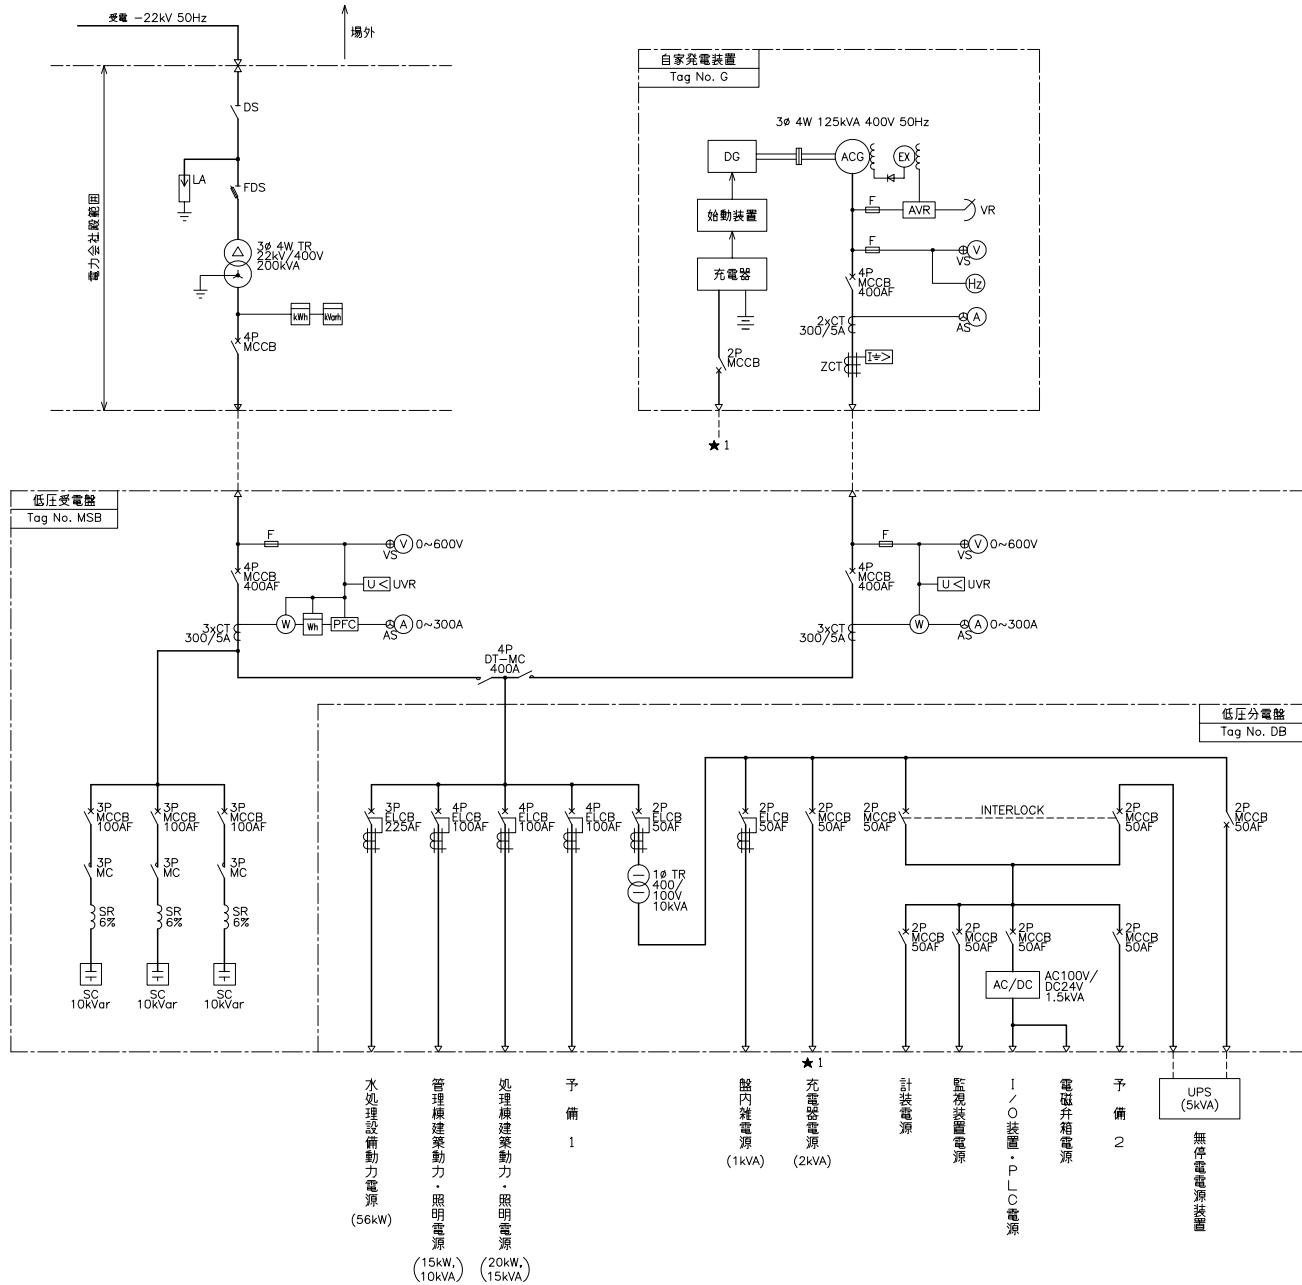 受電 -22kV 50Hz
場外
電力会社殿範囲
DS
LA
FDS
3φ 4W TR
22kV/400V
200kVA
kWh
kVarh
4P
MCCB
自家発電装置
Tag No. G
3φ 4W 125kVA 400V 50Hz
DG
ACG
EX
始動装置
F
AVR
VR
充電器
F
V
VS
Hz
4P
MCCB
400AF
2xCT
300/5A
A
AS
2P
MCCB
ZCT
I≑>
★1
低圧受電盤
Tag No. MSB
F
V
0~600V
VS
4P
MCCB
400AF
U<
UVR
3xCT
300/5A
W
Wh
PFC
A
0~300A
AS
F
V
0~600V
VS
4P
MCCB
400AF
U<
UVR
3xCT
300/5A
W
A
0~300A
AS
4P
DT-MC
400A
低圧分電盤
Tag No. DB
3P
MCCB
100AF
3P
MCCB
100AF
3P
MCCB
100AF
3P
MC
3P
MC
3P
MC
SR
6%
SR
6%
SR
6%
SC
10kVar
SC
10kVar
SC
10kVar
3P
ELCB
225AF
4P
ELCB
100AF
4P
ELCB
100AF
4P
ELCB
100AF
2P
ELCB
50AF
1φ TR
400/
100V
10kVA
2P
ELCB
50AF
2P
MCCB
50AF
2P
MCCB
50AF
INTERLOCK
2P
MCCB
50AF
2P
MCCB
50AF
2P
MCCB
50AF
2P
MCCB
50AF
2P
MCCB
50AF
2P
MCCB
50AF
AC/DC
AC100V/
DC24V
1.5kVA
★1
水処理設備動力電源
(56kW)
管理棟建築動力・照明電源
(15kW,
10kVA)
処理棟建築動力・照明電源
(20kW,
15kVA)
予備 1
盤内雑電源
(1kVA)
充電器電源
(2kVA)
計装電源
監視装置電源
I/O装置・PLC電源
電磁弁箱電源
予備 2
UPS
(5kVA)
無停電電源装置